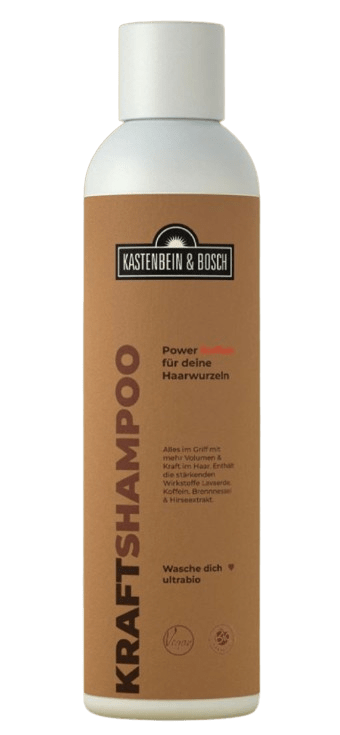 KASTENBEIN & BOSCH
KRAFTSHAMPOO
Power
für deine
Haarwurzeln
Alles im Griff mit
mehr Volumen &
Kraft im Haar. Enthält
die stärkenden
Wirkstoffe Lavaerde,
Koffein, Brennnessel
& Hirseextrakt.
Wasche dich ♥
ultrabio
Vegan